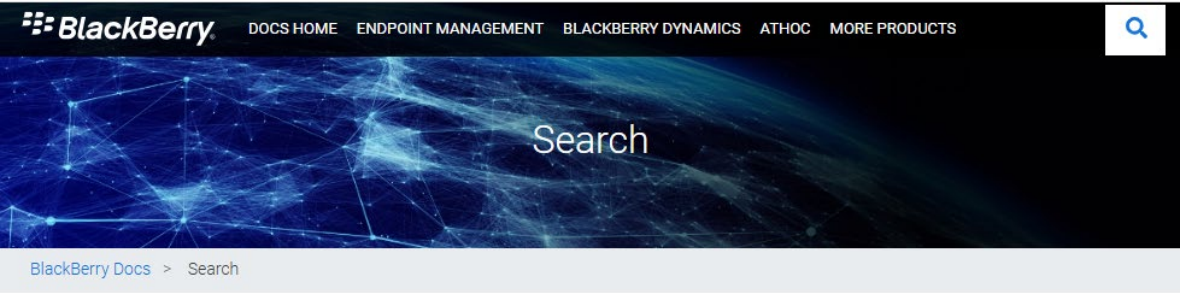 BlackBerry. DOCS HOME ENDPOINT MANAGEMENT BLACKBERRY DYNAMICS ATHOC MORE PRODUCTS
Search
BlackBerry Docs > Search